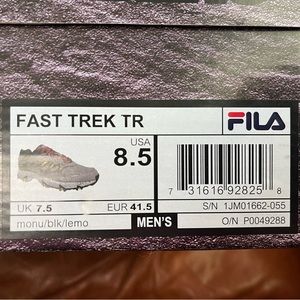 FAST TREK TR
FILA
USA
8.5
UK 7.5
EUR 41.5
monu/blk/lemo
MEN'S
7 31616 92825 8
S/N 1JM01662-055
O/N P0049288